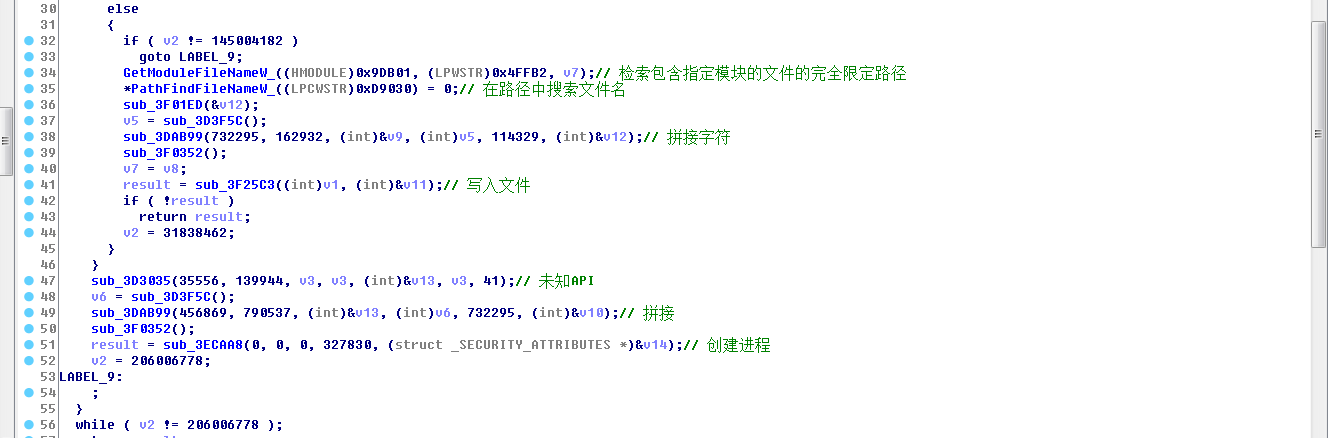 30 else
31 {
32 if ( v2 != 145004182 )
33 goto LABEL_9;
34 GetModuleFileNameW_((HMODULE)0x9DB01, (LPWSTR)0x4FFB2, v7);// 检索包含指定模块的文件的完全限定路径
35 *PathFindFileNameW_((LPCWSTR)0xD9030) = 0;// 在路径中搜索文件名
36 sub_3F01ED(&v12);
37 v5 = sub_3D3F5C();
38 sub_3DAB99(732295, 162932, (int)&v9, (int)v5, 114329, (int)&v12);// 拼接字符
39 sub_3F0352();
40 v7 = v8;
41 result = sub_3F25C3((int)v1, (int)&v11);// 写入文件
42 if ( !result )
43 return result;
44 v2 = 31838462;
45 }
46 }
47 sub_3D3035(35556, 139944, v3, v3, (int)&v13, v3, 41);// 未知API
48 v6 = sub_3D3F5C();
49 sub_3DAB99(456869, 790537, (int)&v13, (int)v6, 732295, (int)&v10);// 拼接
50 sub_3F0352();
51 result = sub_3ECAA8(0, 0, 0, 327830, (struct _SECURITY_ATTRIBUTES *)&v14);// 创建进程
52 v2 = 206006778;
53 LABEL_9:
54 ;
55 }
56 while ( v2 != 206006778 );